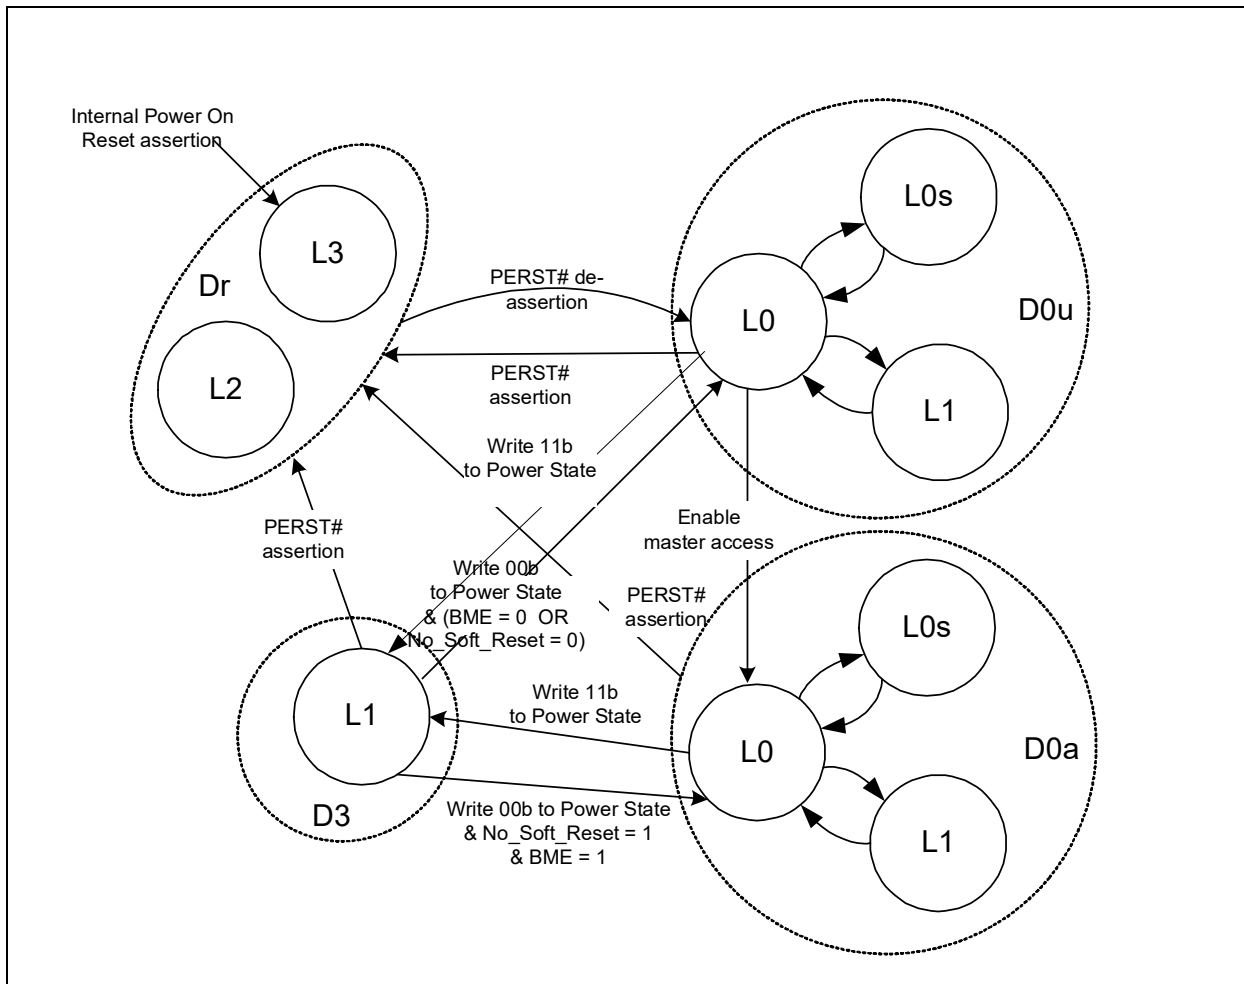 Internal Power On
Reset assertion
L3
Dr
L2
PERST# de-
assertion
L0s
L0
D0u
L1
PERST#
assertion
Write 11b
to Power State
Enable
master access
PERST#
assertion
Write 00b
to Power State
& (BME = 0 OR
No_Soft_Reset = 0)
PERST#
assertion
L1
D3
Write 11b
to Power State
Write 00b to Power State
& No_Soft_Reset = 1
& BME = 1
L0s
L0
D0a
L1